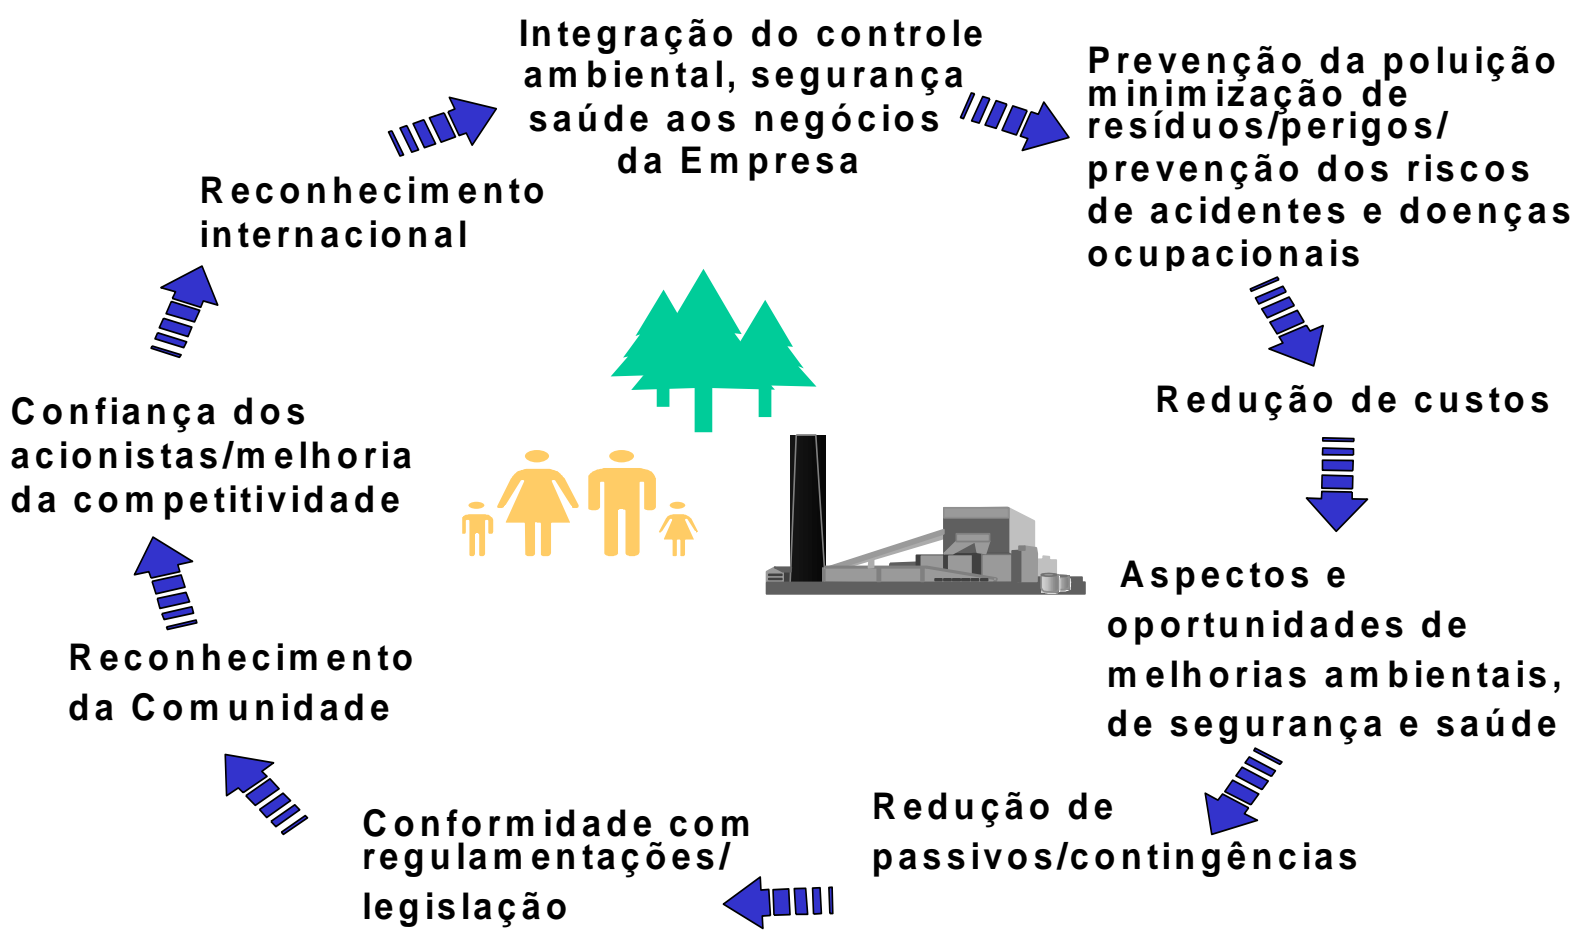 Integração do controle
ambiental, segurança
saúde aos negócios
da Empresa
Prevenção da poluição
minimização de
resíduos/perigos/
prevenção dos riscos
de acidentes e doenças
ocupacionais
Redução de custos
Aspectos e
oportunidades de
melhorias ambientais,
de segurança e saúde
Redução de
passivos/contingências
Conformidade com
regulamentações/
legislação
Reconhecimento
da Comunidade
Confiança dos
acionistas/melhoria
da competitividade
Reconhecimento
internacional